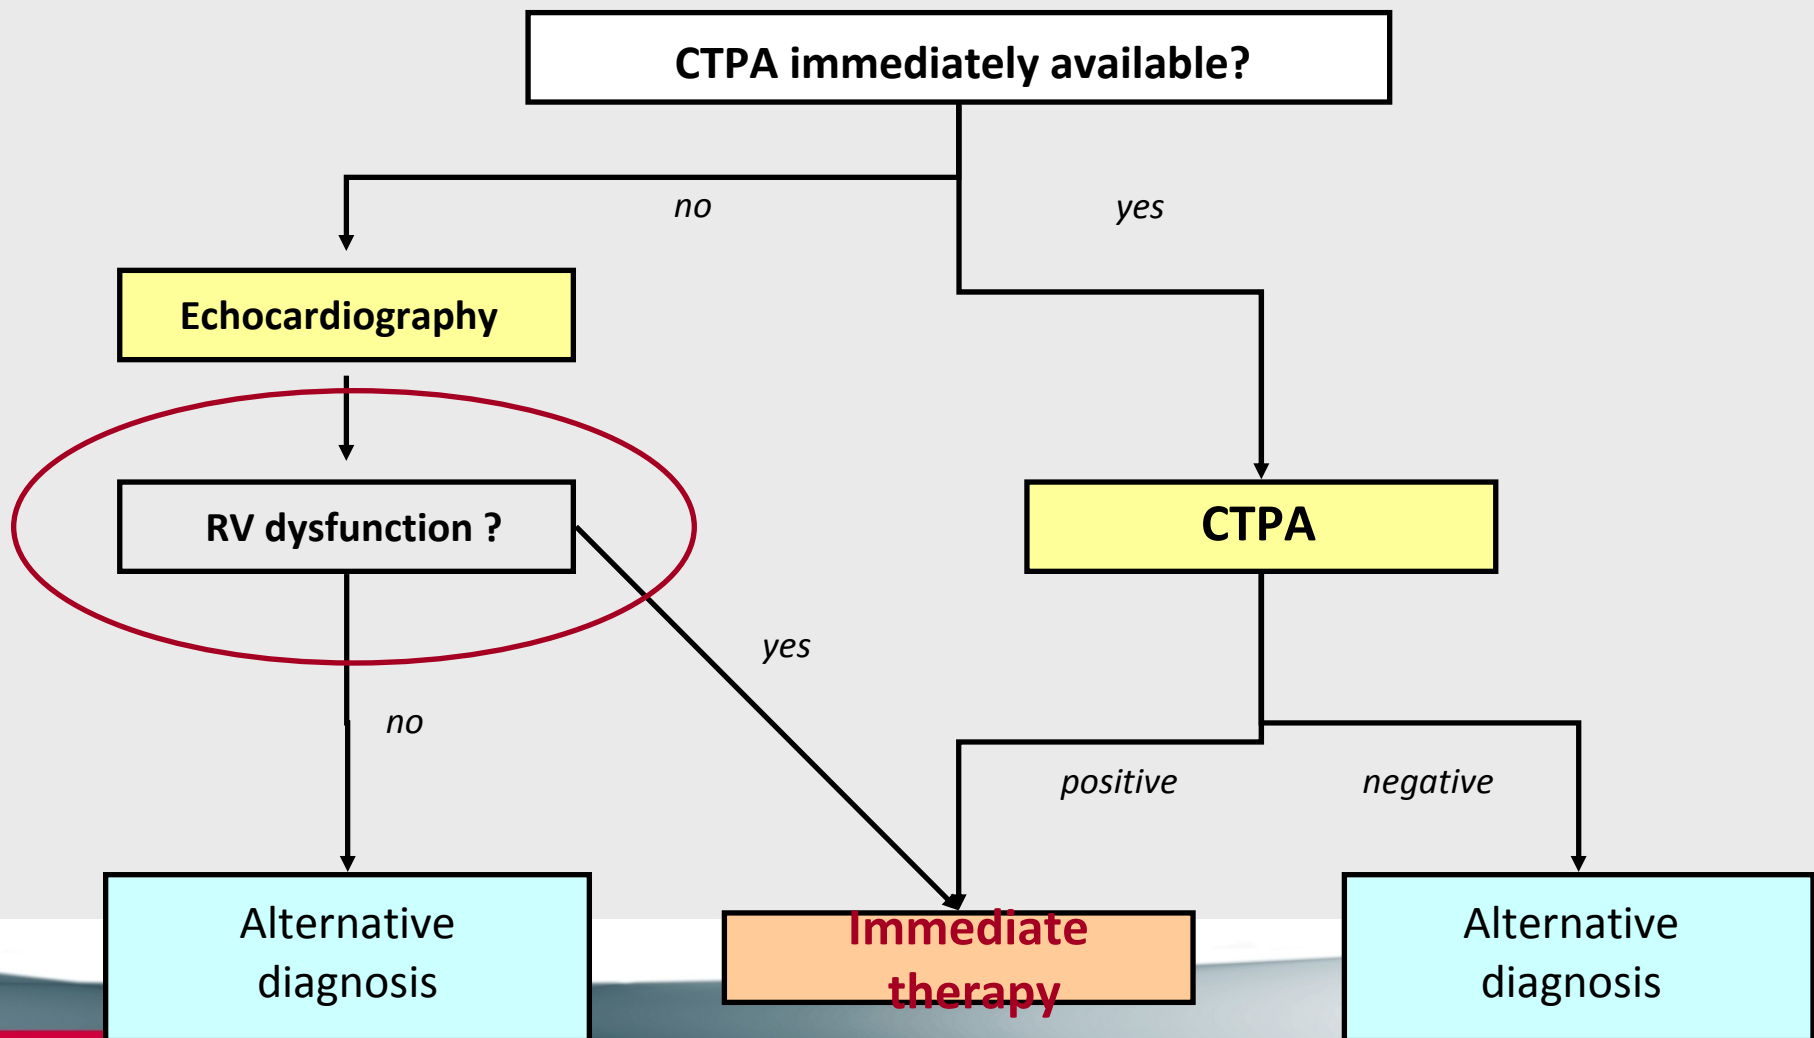 CTPA immediately available?
no
yes
Echocardiography
RV dysfunction ?
CTPA
yes
no
positive
negative
Alternative
diagnosis
Immediate
therapy
Alternative
diagnosis